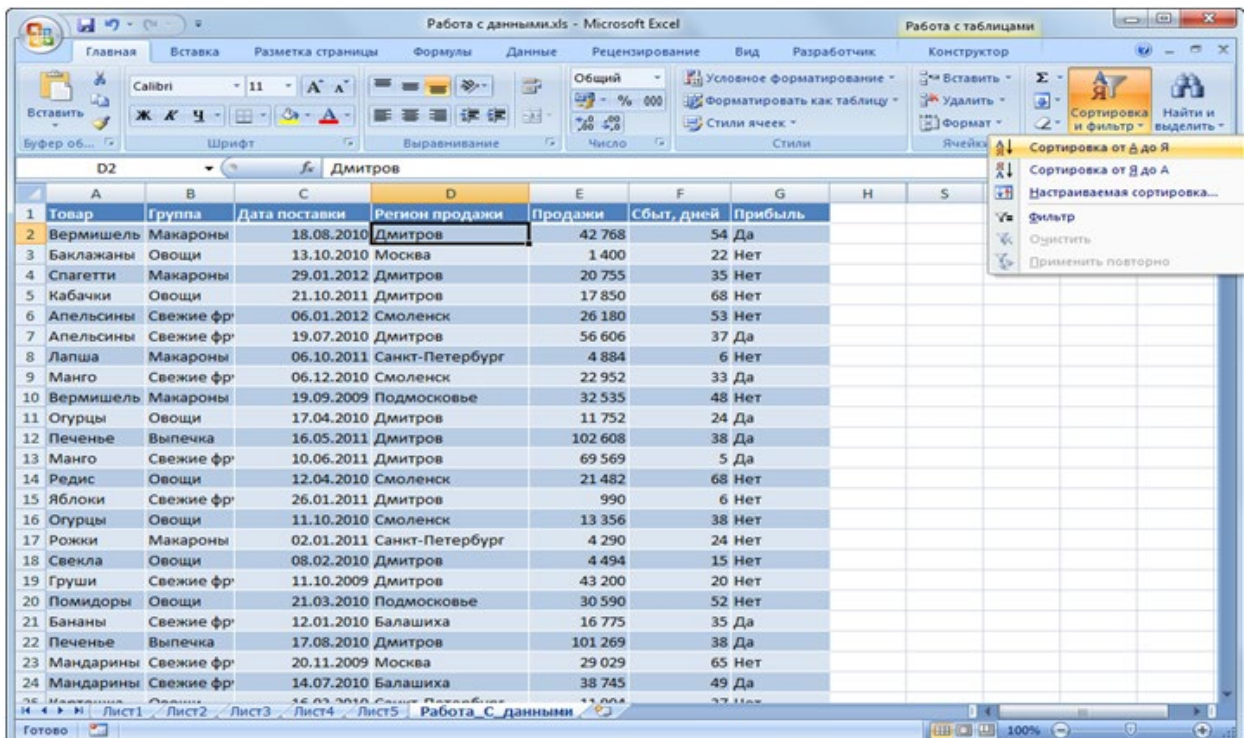 Работа с данными.xls - Microsoft Excel
Работа с таблицами
Главная Вставка Разметка страницы Формулы Данные Рецензирование Вид Разработчик Конструктор
Calibri 11
Общий
Условное форматирование
Вставить
Σ
Вставить
Ж К Ч
% 000
Форматировать как таблицу
Удалить
Сортировка и фильтр
Найти и выделить
Стили ячеек
Формат
Буфер об... Шрифт Выравнивание Число Стили Ячейки
Сортировка от А до Я
Сортировка от Я до А
Настраиваемая сортировка...
Фильтр
Очистить
Применить повторно
D2 fx Дмитров
A B C D E F G H S
1 Товар Группа Дата поставки Регион продажи Продажи Сбыт, дней Прибыль
2 Вермишель Макароны 18.08.2010 Дмитров 42 768 54 Да
3 Баклажаны Овощи 13.10.2010 Москва 1 400 22 Нет
4 Спагетти Макароны 29.01.2012 Дмитров 20 755 35 Нет
5 Кабачки Овощи 21.10.2011 Дмитров 17 850 68 Нет
6 Апельсины Свежие фр 06.01.2012 Смоленск 26 180 53 Нет
7 Апельсины Свежие фр 19.07.2010 Дмитров 56 606 37 Да
8 Лапша Макароны 06.10.2011 Санкт-Петербург 4 884 6 Нет
9 Манго Свежие фр 06.12.2010 Смоленск 22 952 33 Да
10 Вермишель Макароны 19.09.2009 Подмосковье 32 535 48 Нет
11 Огурцы Овощи 17.04.2010 Дмитров 11 752 24 Да
12 Печенье Выпечка 16.05.2011 Дмитров 102 608 38 Да
13 Манго Свежие фр 10.06.2011 Дмитров 69 569 5 Да
14 Редис Овощи 12.04.2010 Смоленск 21 482 68 Нет
15 Яблоки Свежие фр 26.01.2011 Дмитров 990 6 Нет
16 Огурцы Овощи 11.10.2010 Смоленск 13 356 38 Нет
17 Рожки Макароны 02.01.2011 Санкт-Петербург 4 290 24 Нет
18 Свекла Овощи 08.02.2010 Дмитров 4 494 15 Нет
19 Груши Свежие фр 11.10.2009 Дмитров 43 200 20 Нет
20 Помидоры Овощи 21.03.2010 Подмосковье 30 590 52 Нет
21 Бананы Свежие фр 12.01.2010 Балашиха 16 775 35 Да
22 Печенье Выпечка 17.08.2010 Дмитров 101 269 38 Да
23 Мандарины Свежие фр 20.11.2009 Москва 29 029 65 Нет
24 Мандарины Свежие фр 14.07.2010 Балашиха 38 745 49 Да
Лист1 Лист2 Лист3 Лист4 Лист5 Работа_С_данными
Готово 100%